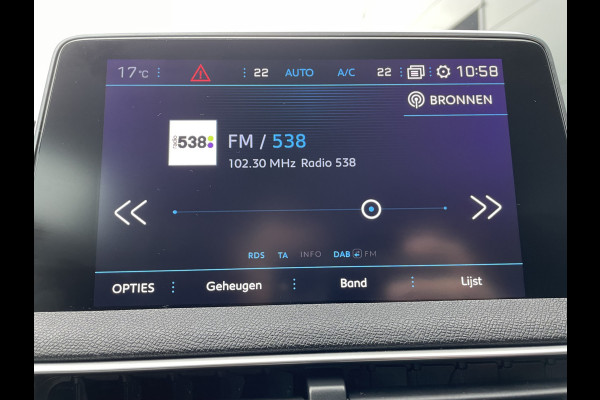 17°C 22 AUTO A/C 22 10:58
BRONNEN
radio 538
FM / 538
102.30 MHz Radio 538
RDS TA INFO DAB FM
OPTIES Geheugen Band Lijst